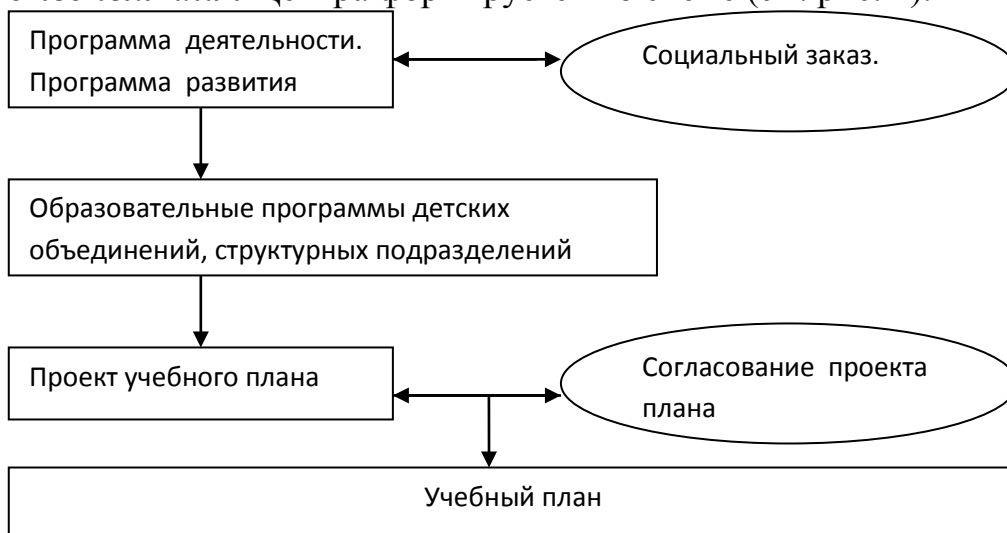 Программа деятельности.
Программа развития
Социальный заказ.
Образовательные программы детских
объединений, структурных подразделений
Проект учебного плана
Согласование проекта
плана
Учебный план